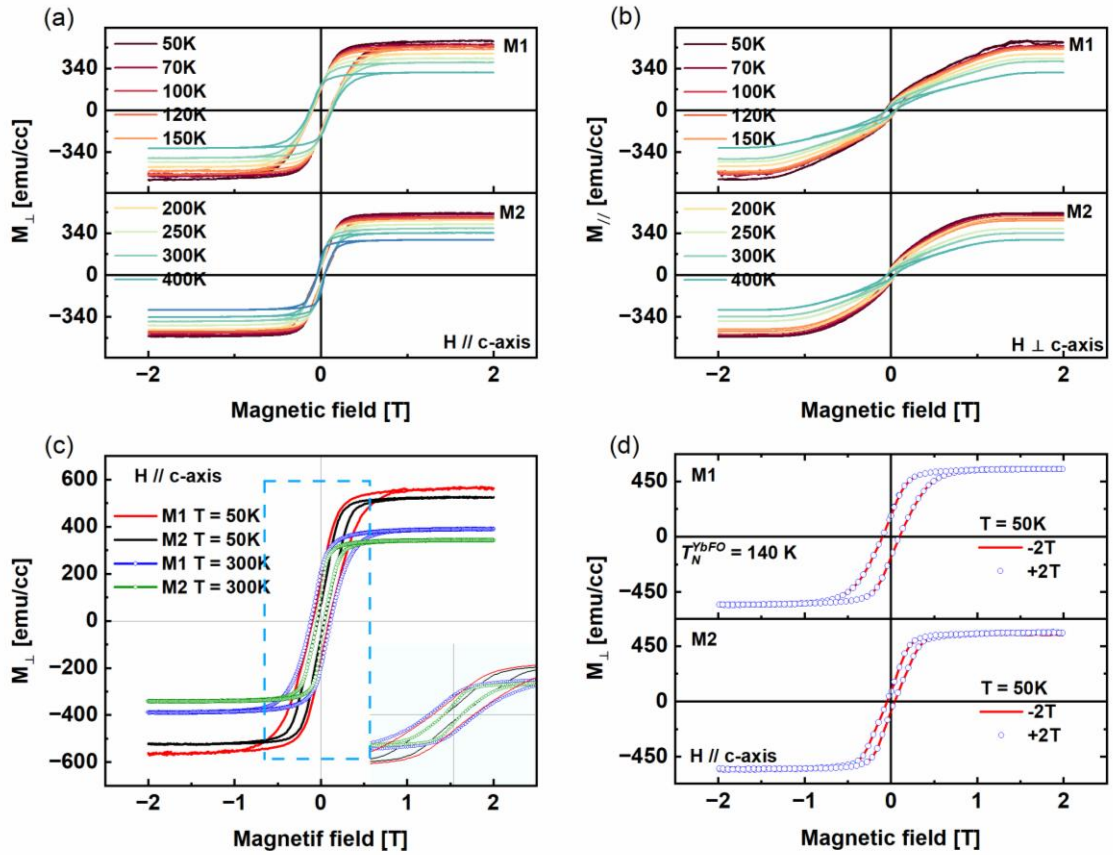 (a)
M1
50K
70K
100K
120K
150K
340
0
−340
M⊥ [emu/cc]
M2
200K
250K
300K
400K
340
0
−340
H // c-axis
−2 0 2
Magnetic field [T]
(b)
M1
50K
70K
100K
120K
150K
340
0
−340
M// [emu/cc]
M2
200K
250K
300K
400K
340
0
−340
H ⊥ c-axis
−2 0 2
Magnetic field [T]
(c)
H // c-axis
M1 T = 50K
M2 T = 50K
M1 T = 300K
M2 T = 300K
600
400
200
0
−200
−400
−600
M⊥ [emu/cc]
−2 −1 0 1 2
Magnetif field [T]
(d)
M1
450
0
−450
T = 50K
T_N^YbFO = 140 K
-2T
+2T
M⊥ [emu/cc]
M2
450
0
−450
T = 50K
-2T
+2T
H // c-axis
−2 −1 0 1 2
Magnetic field [T]